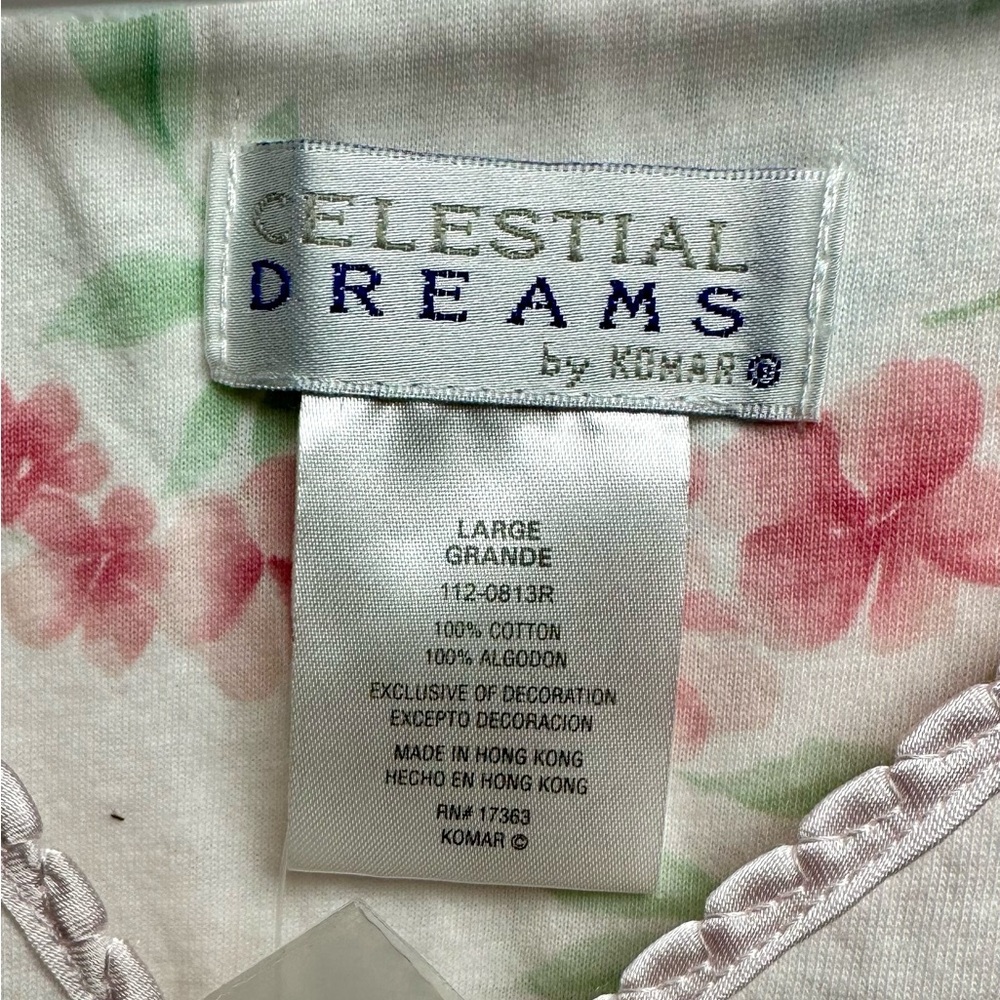 CELESTIAL
DREAMS
by KOMAR®
LARGE
GRANDE
112-0813R
100% COTTON
100% ALGODON
EXCLUSIVE OF DECORATION
EXCEPTO DECORACION
MADE IN HONG KONG
HECHO EN HONG KONG
RN# 17363
KOMAR ©